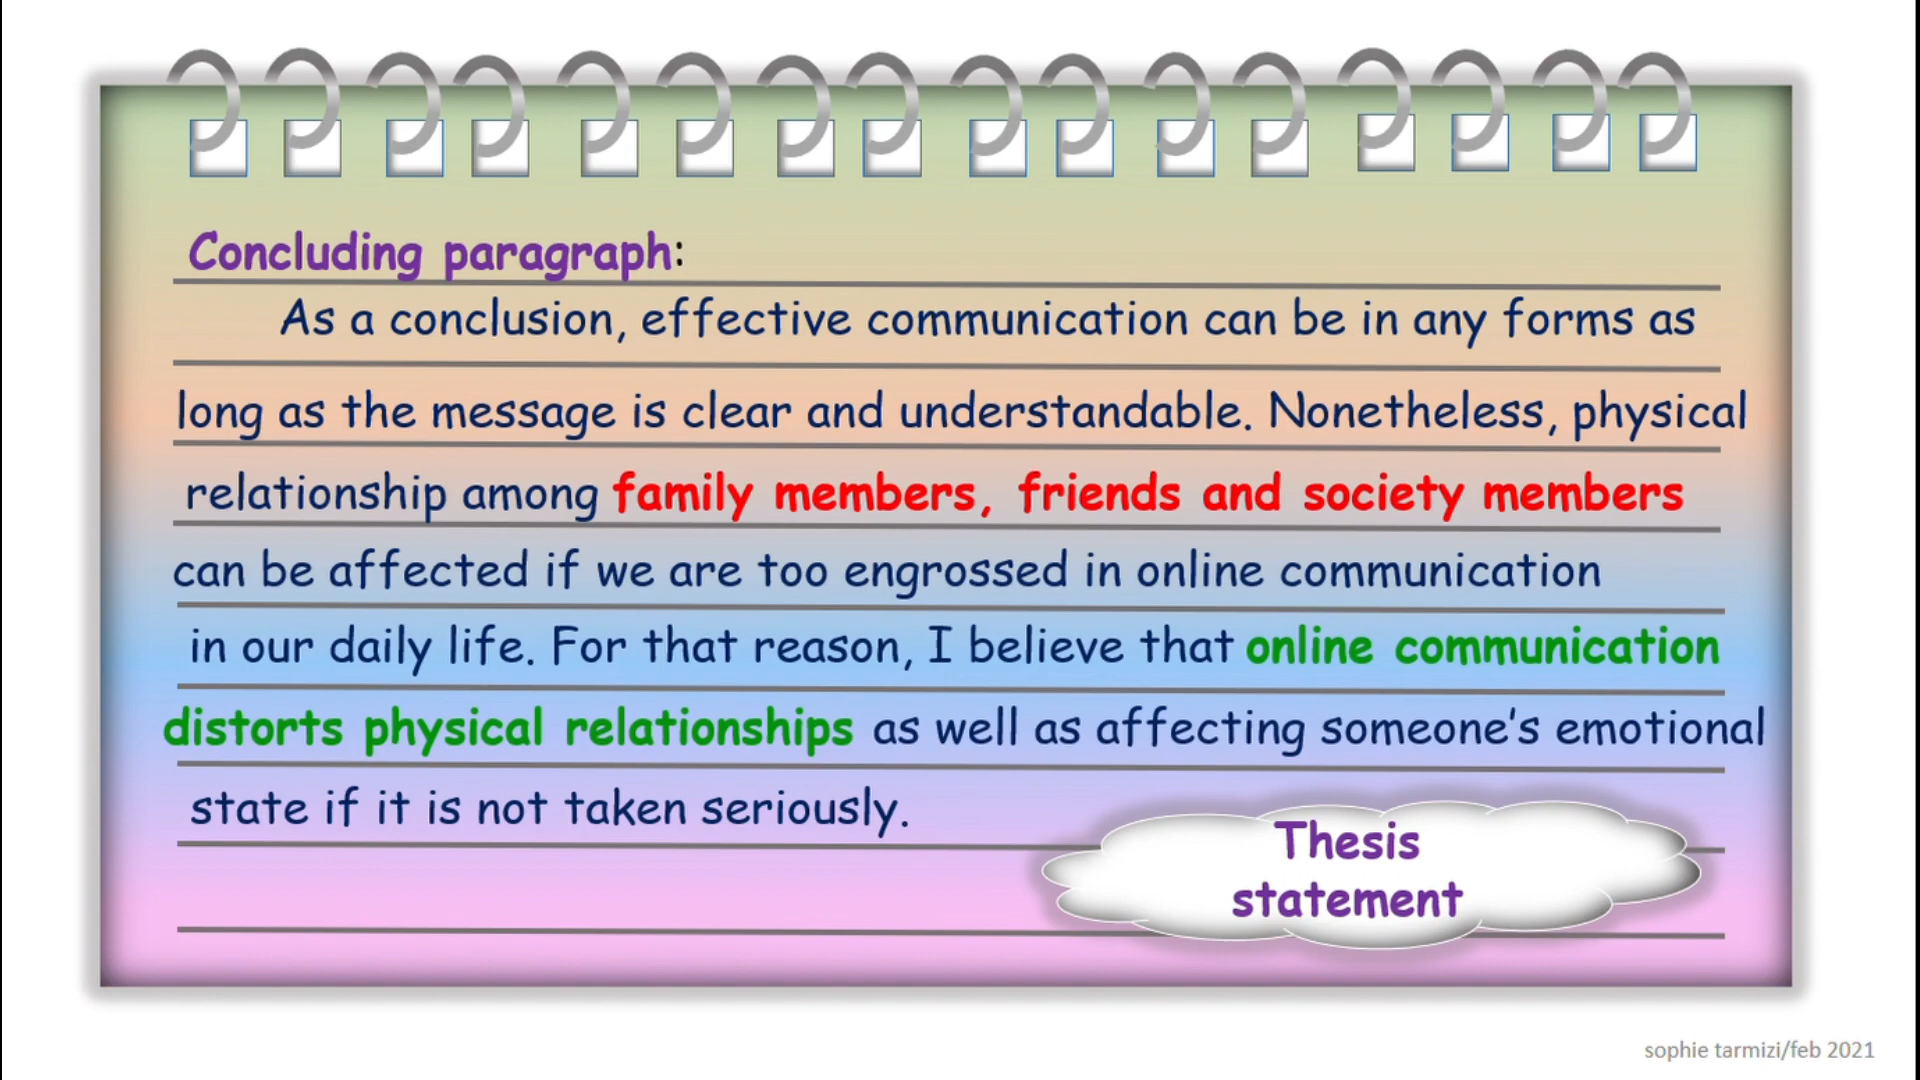 Concluding paragraph:
As a conclusion, effective communication can be in any forms as
long as the message is clear and understandable. Nonetheless, physical
relationship among family members, friends and society members
can be affected if we are too engrossed in online communication
in our daily life. For that reason, I believe that online communication
distorts physical relationships as well as affecting someone's emotional
state if it is not taken seriously.
Thesis
statement
sophie tarmizi/feb 2021